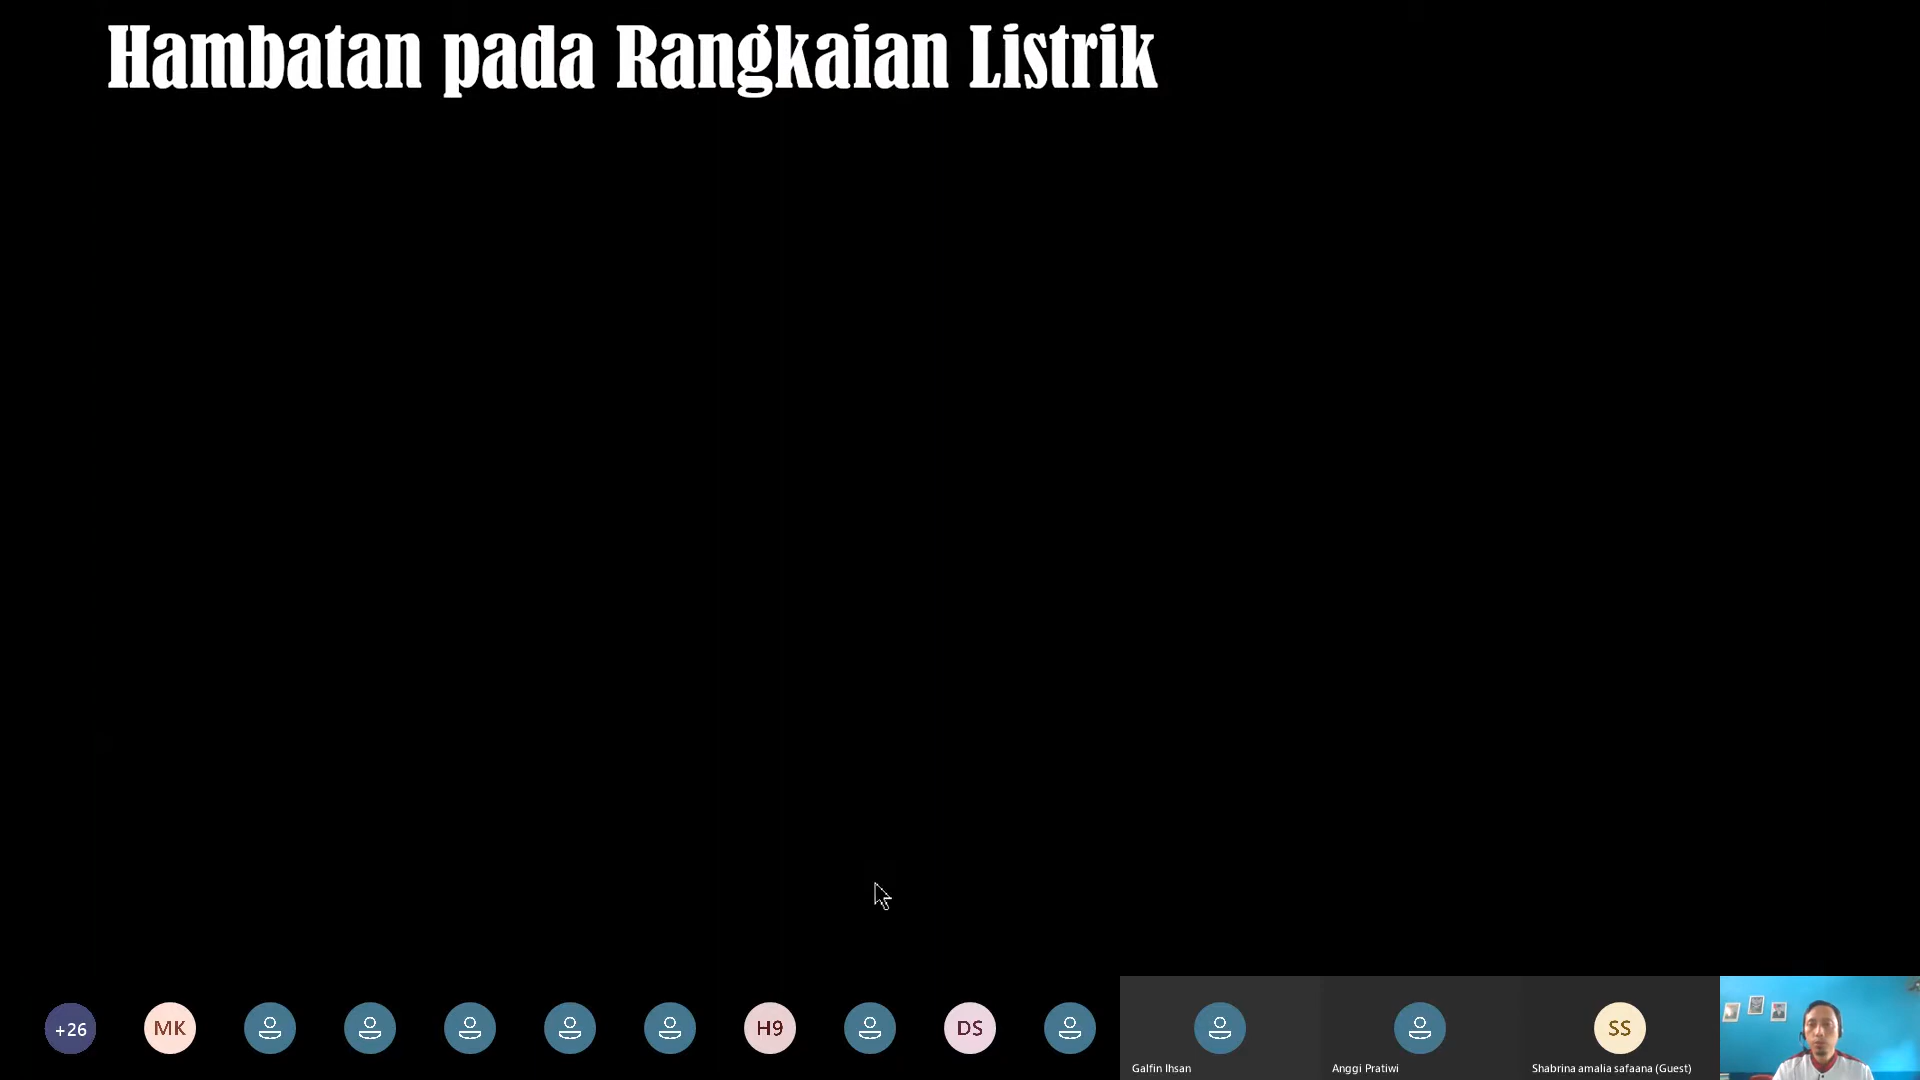 Hambatan pada Rangkaian Listrik
+26
MK
H9
DS
SS
Galfin Ihsan
Anggi Pratiwi
Shabrina amalia safaana (Guest)